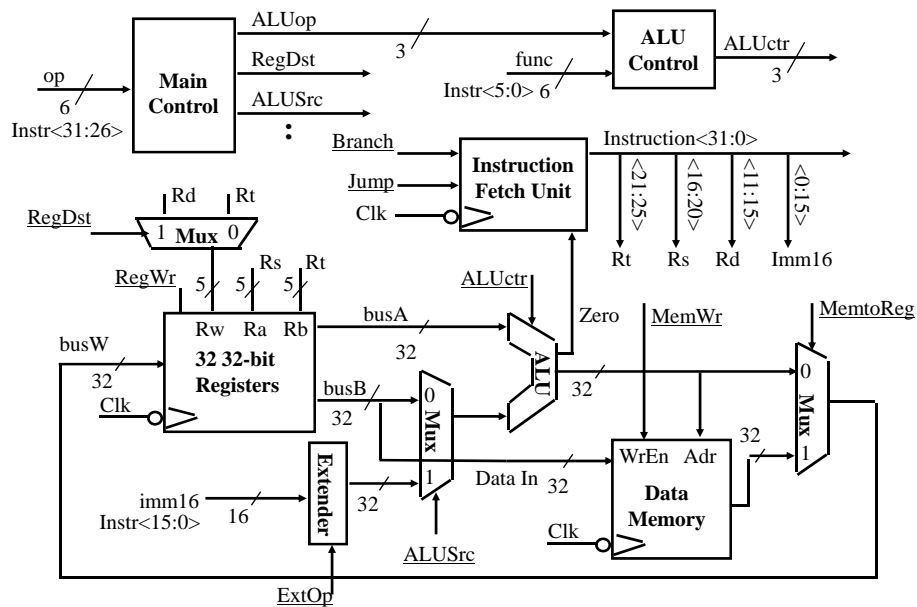 ALUop
ALU
Control
ALUctr
3
3
RegDst
func
Instr<5:0>
6
op
6
Instr<31:26>
Main
Control
ALUSrc
:
Branch
Jump
Clk
Instruction
Fetch Unit
Instruction<31:0>
<21:25>
<16:20>
<11:15>
<0:15>
Rt
Rs
Rd
Imm16
Rd
Rt
RegDst
1
Mux
0
RegWr
5
5
5
Rs
Rt
Rw
Ra
Rb
32 32-bit
Registers
busW
32
Clk
busA
32
busB
32
ALUctr
ALU
Zero
32
MemWr
MemtoReg
0
Mux
1
0
Mux
1
32
Data In
32
WrEn
Adr
Data
Memory
Clk
32
imm16
Instr<15:0>
16
Extender
32
ALUSrc
ExtOp